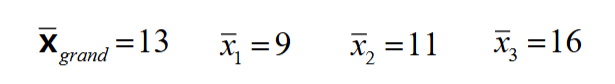 x̄ grand = 13 x̄₁ = 9 x̄₂ = 11 x̄₃ = 16